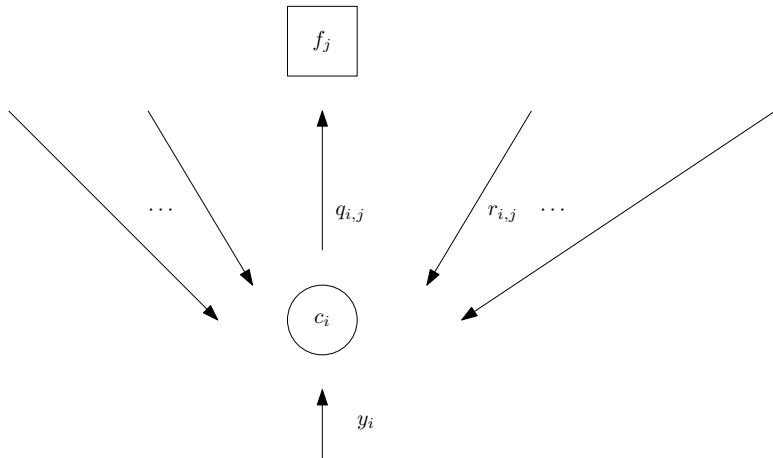 f_j
… q_{i,j} r_{i,j} …
c_i
y_i